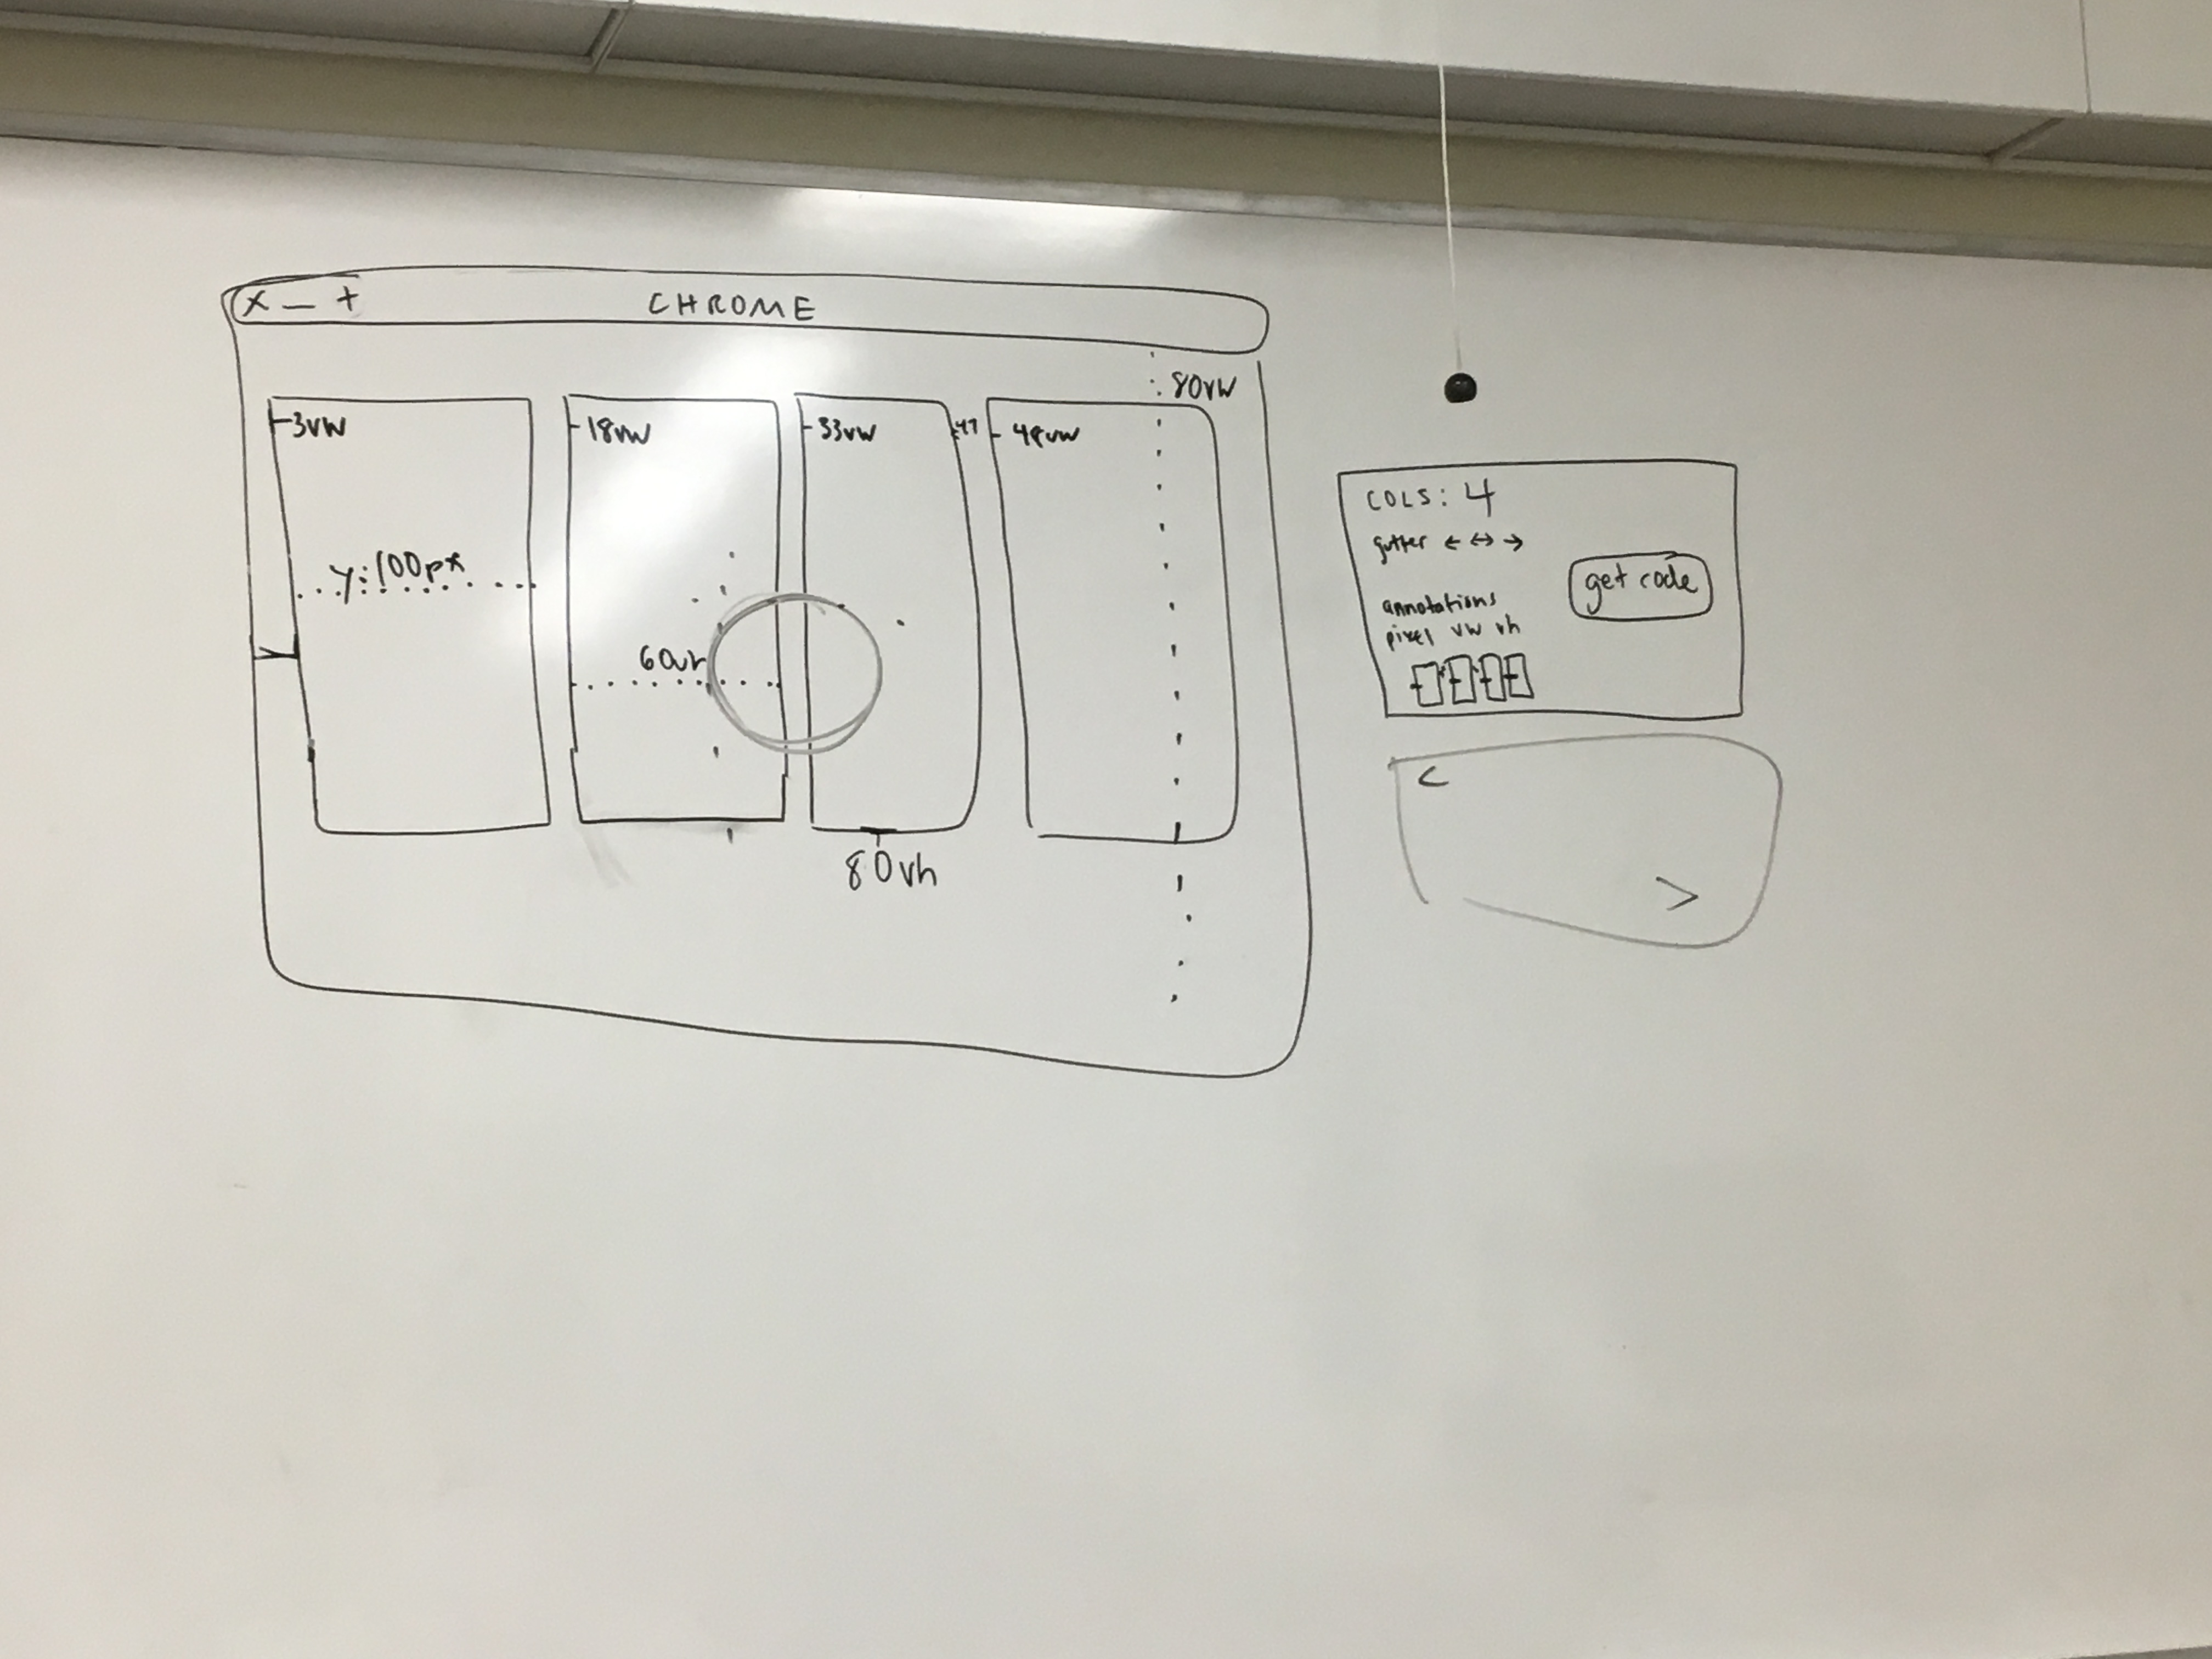 X — + CHROME
80vw
3vw
18vw
33vw
47
48vw
y:100px
60vh
80vh
COLS: 4
gutter ← ↔ →
annotations
pixel vw vh
get code
<
>